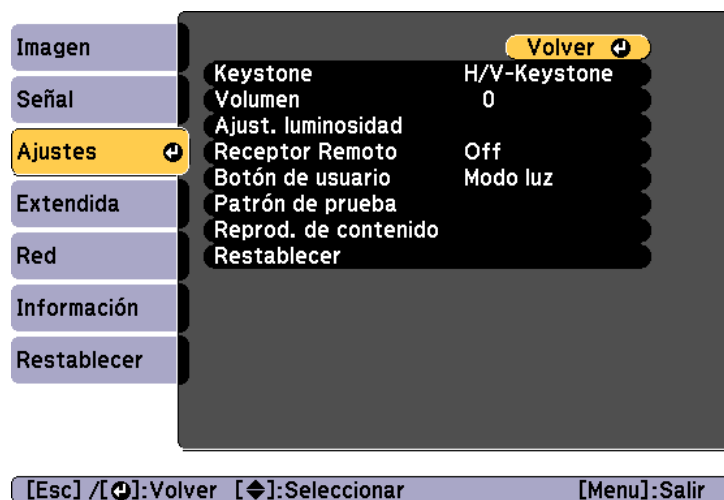 Imagen
Señal
Ajustes
Extendida
Red
Información
Restablecer
Volver
Keystone H/V-Keystone
Volumen 0
Ajust. luminosidad
Receptor Remoto Off
Botón de usuario Modo luz
Patrón de prueba
Reprod. de contenido
Restablecer
[Esc] /[⏎]:Volver [◆]:Seleccionar [Menu]:Salir